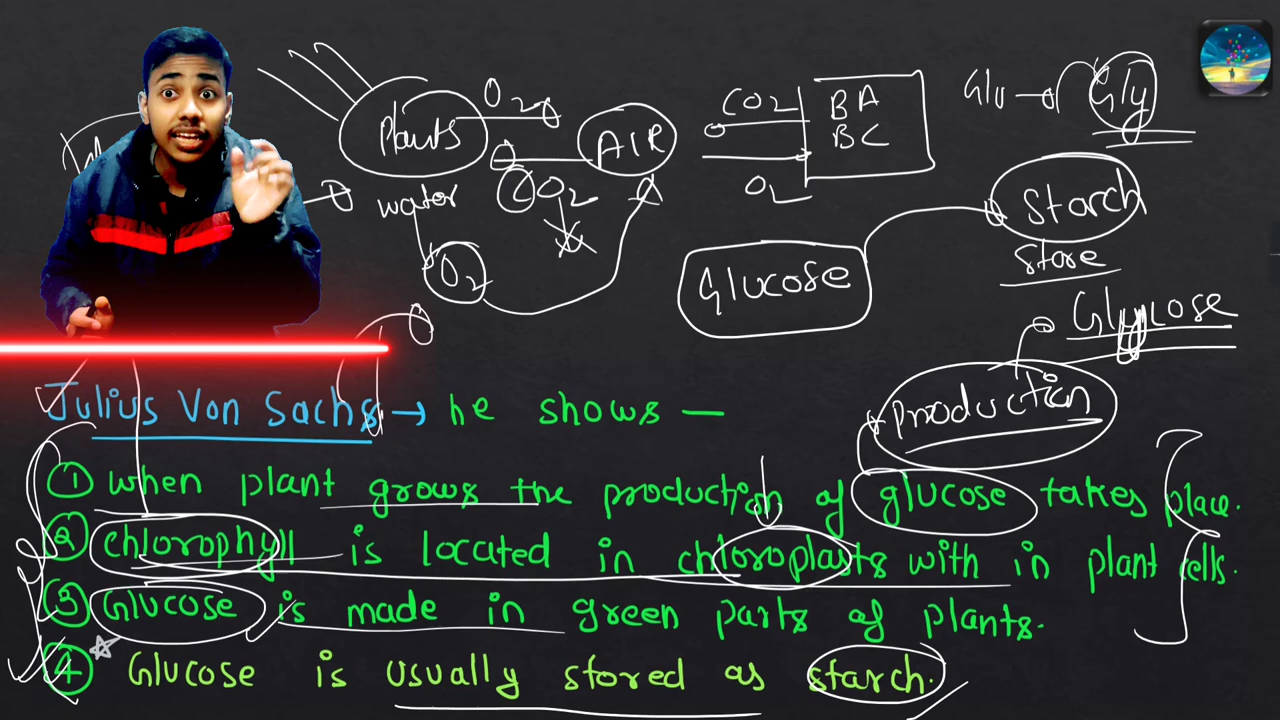 Plants
O2
AIR
CO2
BA
BC
Glu → Gly
water
CO2
O2
Starch
O2
Glucose
store
Glycose
production
Julius Von Sachs → he shows —
① when plant grows the production of glucose takes place.
② chlorophyll is located in chloroplasts with in plant cells.
③ Glucose is made in green parts of plants.
④ Glucose is usually stored as starch.